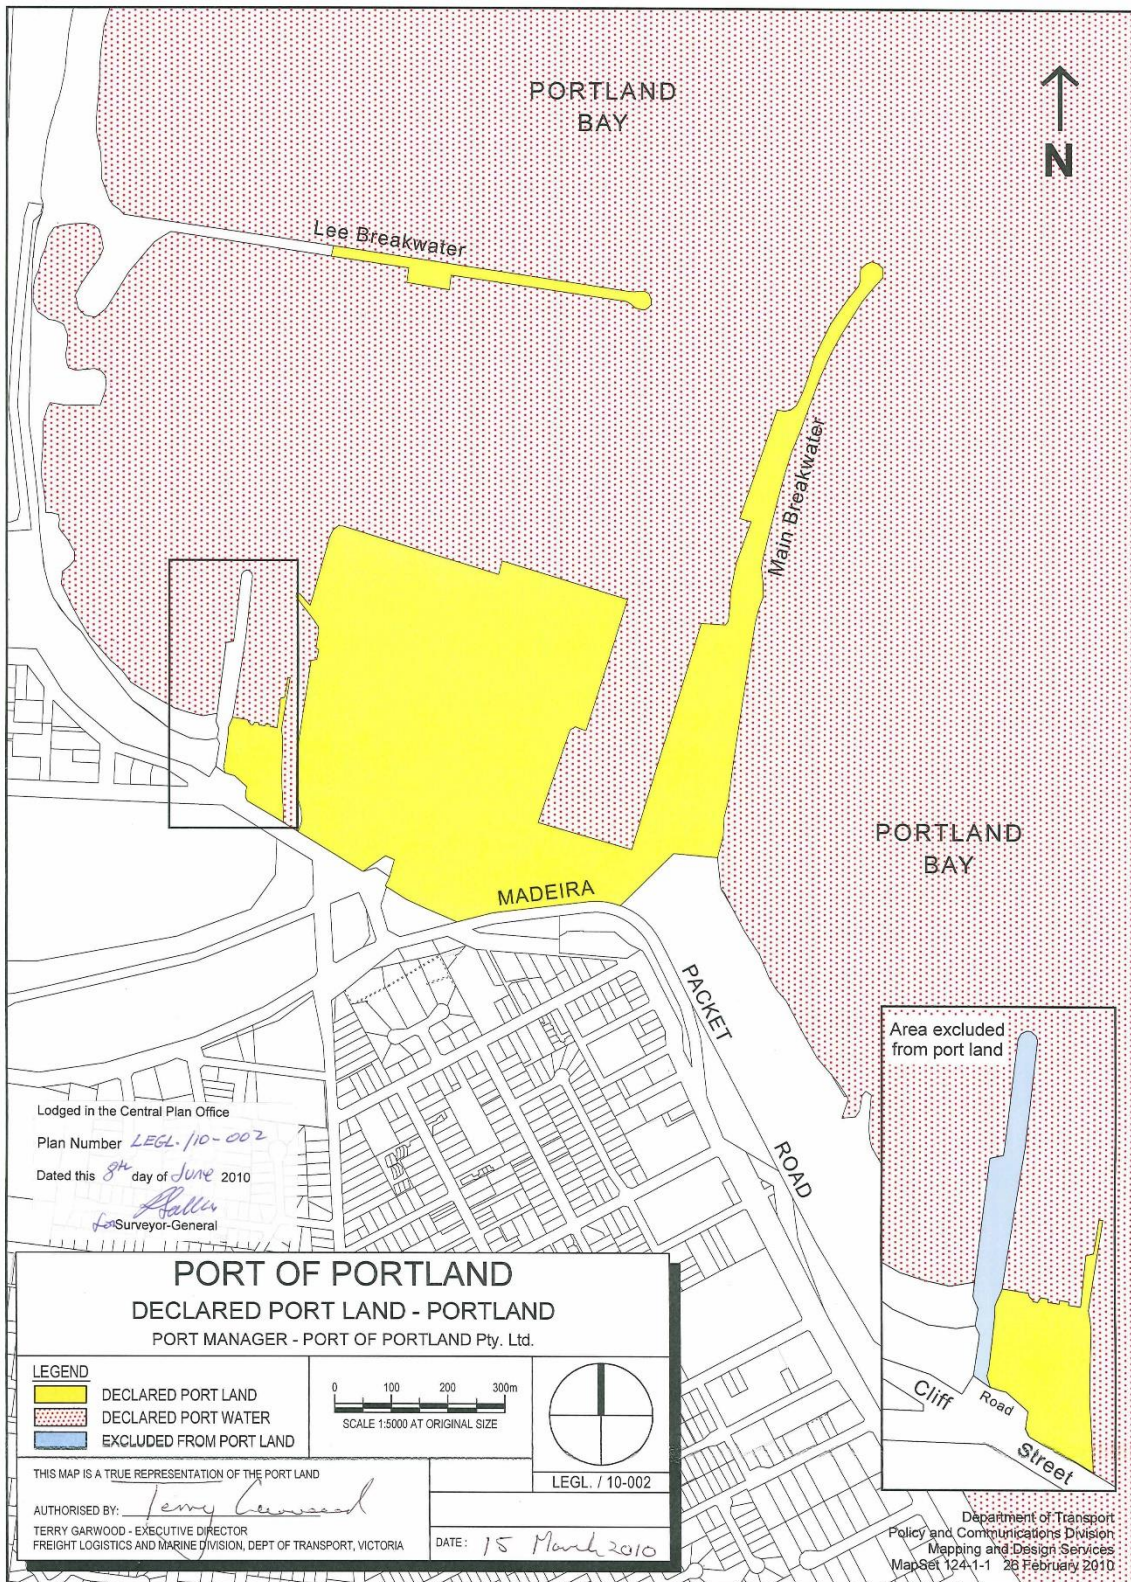 PORTLAND
BAY
N
Lee Breakwater
Main Breakwater
PORTLAND
BAY
MADEIRA
PACKET
ROAD
Area excluded
from port land
Cliff
Road
Street
Lodged in the Central Plan Office
Plan Number LEGL./10-002
Dated this 8th day of June 2010
for Surveyor-General
PORT OF PORTLAND
DECLARED PORT LAND - PORTLAND
PORT MANAGER - PORT OF PORTLAND Pty. Ltd.
LEGEND
DECLARED PORT LAND
DECLARED PORT WATER
EXCLUDED FROM PORT LAND
0 100 200 300m
SCALE 1:5000 AT ORIGINAL SIZE
LEGL. / 10-002
THIS MAP IS A TRUE REPRESENTATION OF THE PORT LAND
AUTHORISED BY: Terry Garwood
TERRY GARWOOD - EXECUTIVE DIRECTOR
FREIGHT LOGISTICS AND MARINE DIVISION, DEPT OF TRANSPORT, VICTORIA
DATE: 15 March 2010
Department of Transport
Policy and Communications Division
Mapping and Design Services
MapSet 124-1-1 26 February 2010